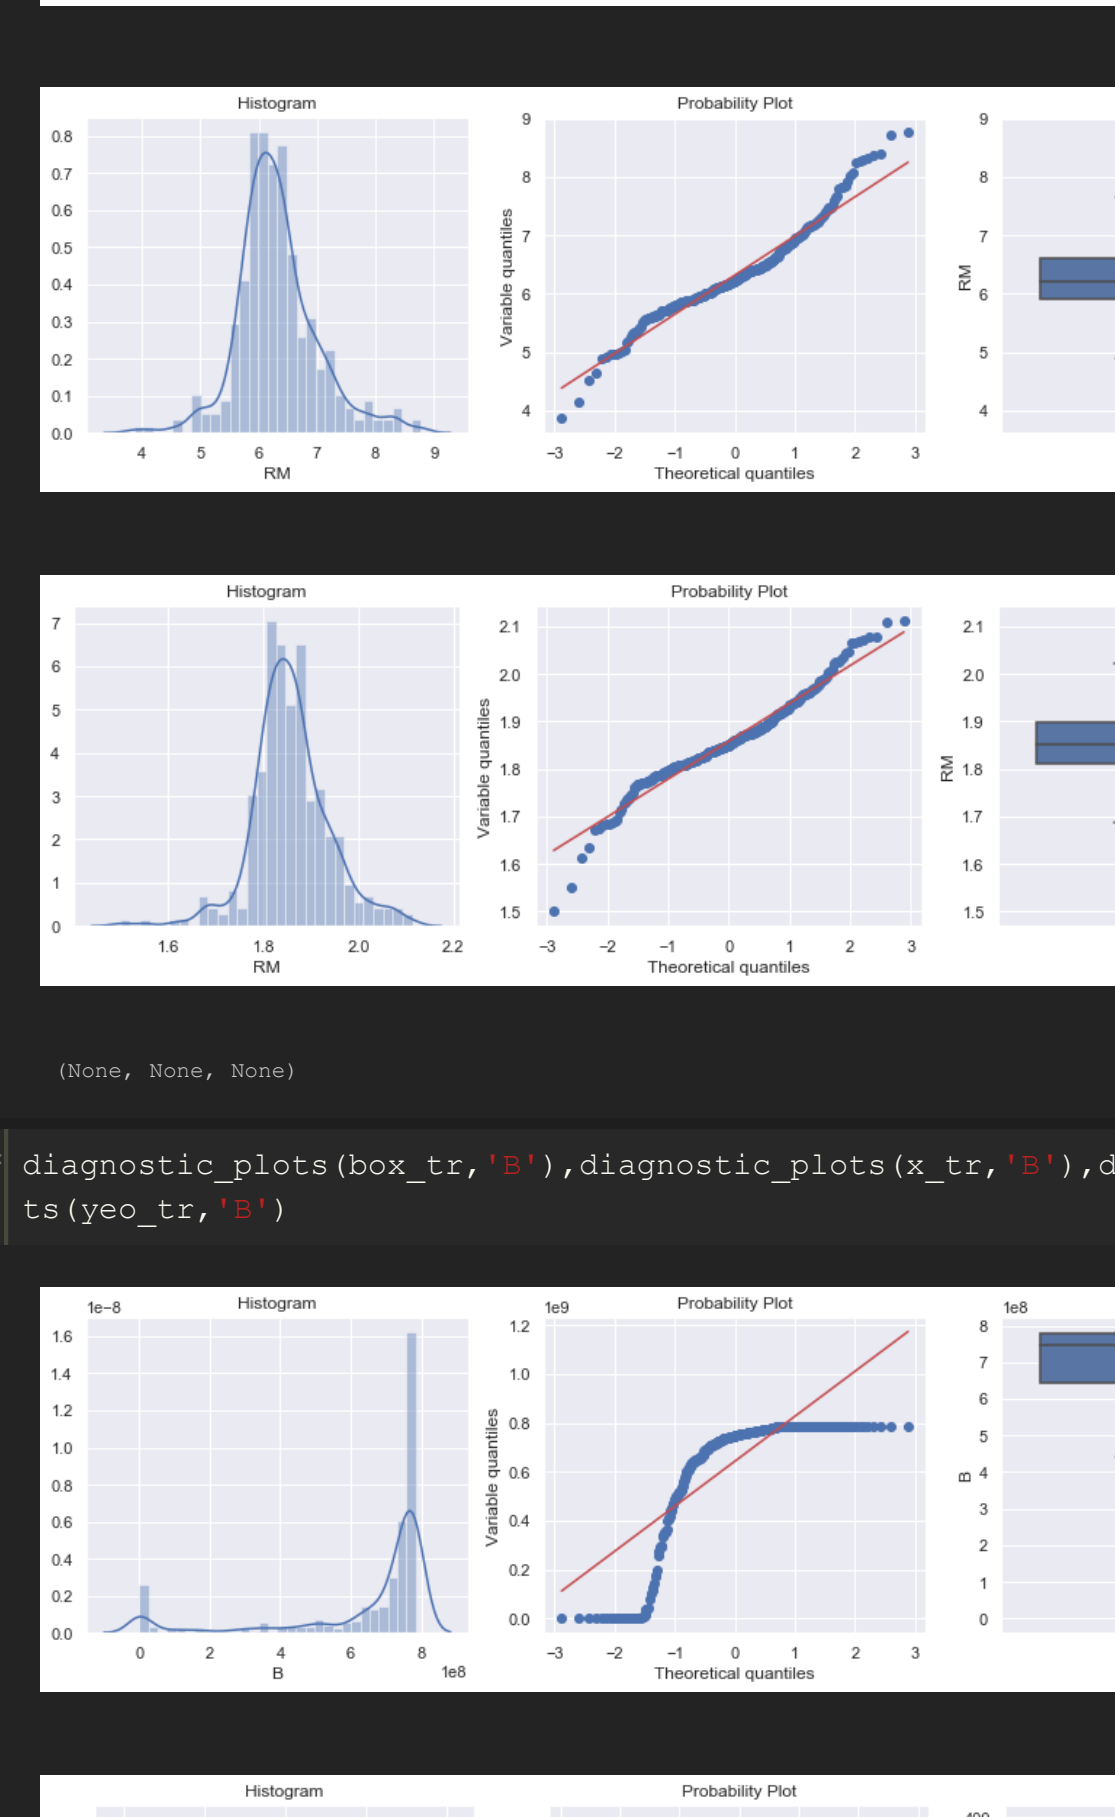 Histogram
Probability Plot
0.8
0.7
0.6
0.5
0.4
0.3
0.2
0.1
0.0
4 5 6 7 8 9
RM
9
8
7
6
5
4
Variable quantiles
−3 −2 −1 0 1 2 3
Theoretical quantiles
9
8
7
6
5
4
RM
Histogram
Probability Plot
7
6
5
4
3
2
1
0
1.6 1.8 2.0 2.2
RM
2.1
2.0
1.9
1.8
1.7
1.6
1.5
Variable quantiles
−3 −2 −1 0 1 2 3
Theoretical quantiles
2.1
2.0
1.9
1.8
1.7
1.6
1.5
RM
(None, None, None)
diagnostic_plots(box_tr,'B'),diagnostic_plots(x_tr,'B'),d
ts(yeo_tr,'B')
1e−8
Histogram
1e9
Probability Plot
1e8
1.6
1.4
1.2
1.0
0.8
0.6
0.4
0.2
0.0
0 2 4 6 8
B
1e8
1.2
1.0
0.8
0.6
0.4
0.2
0.0
Variable quantiles
−3 −2 −1 0 1 2 3
Theoretical quantiles
8
7
6
5
4
3
2
1
0
B
Histogram
Probability Plot